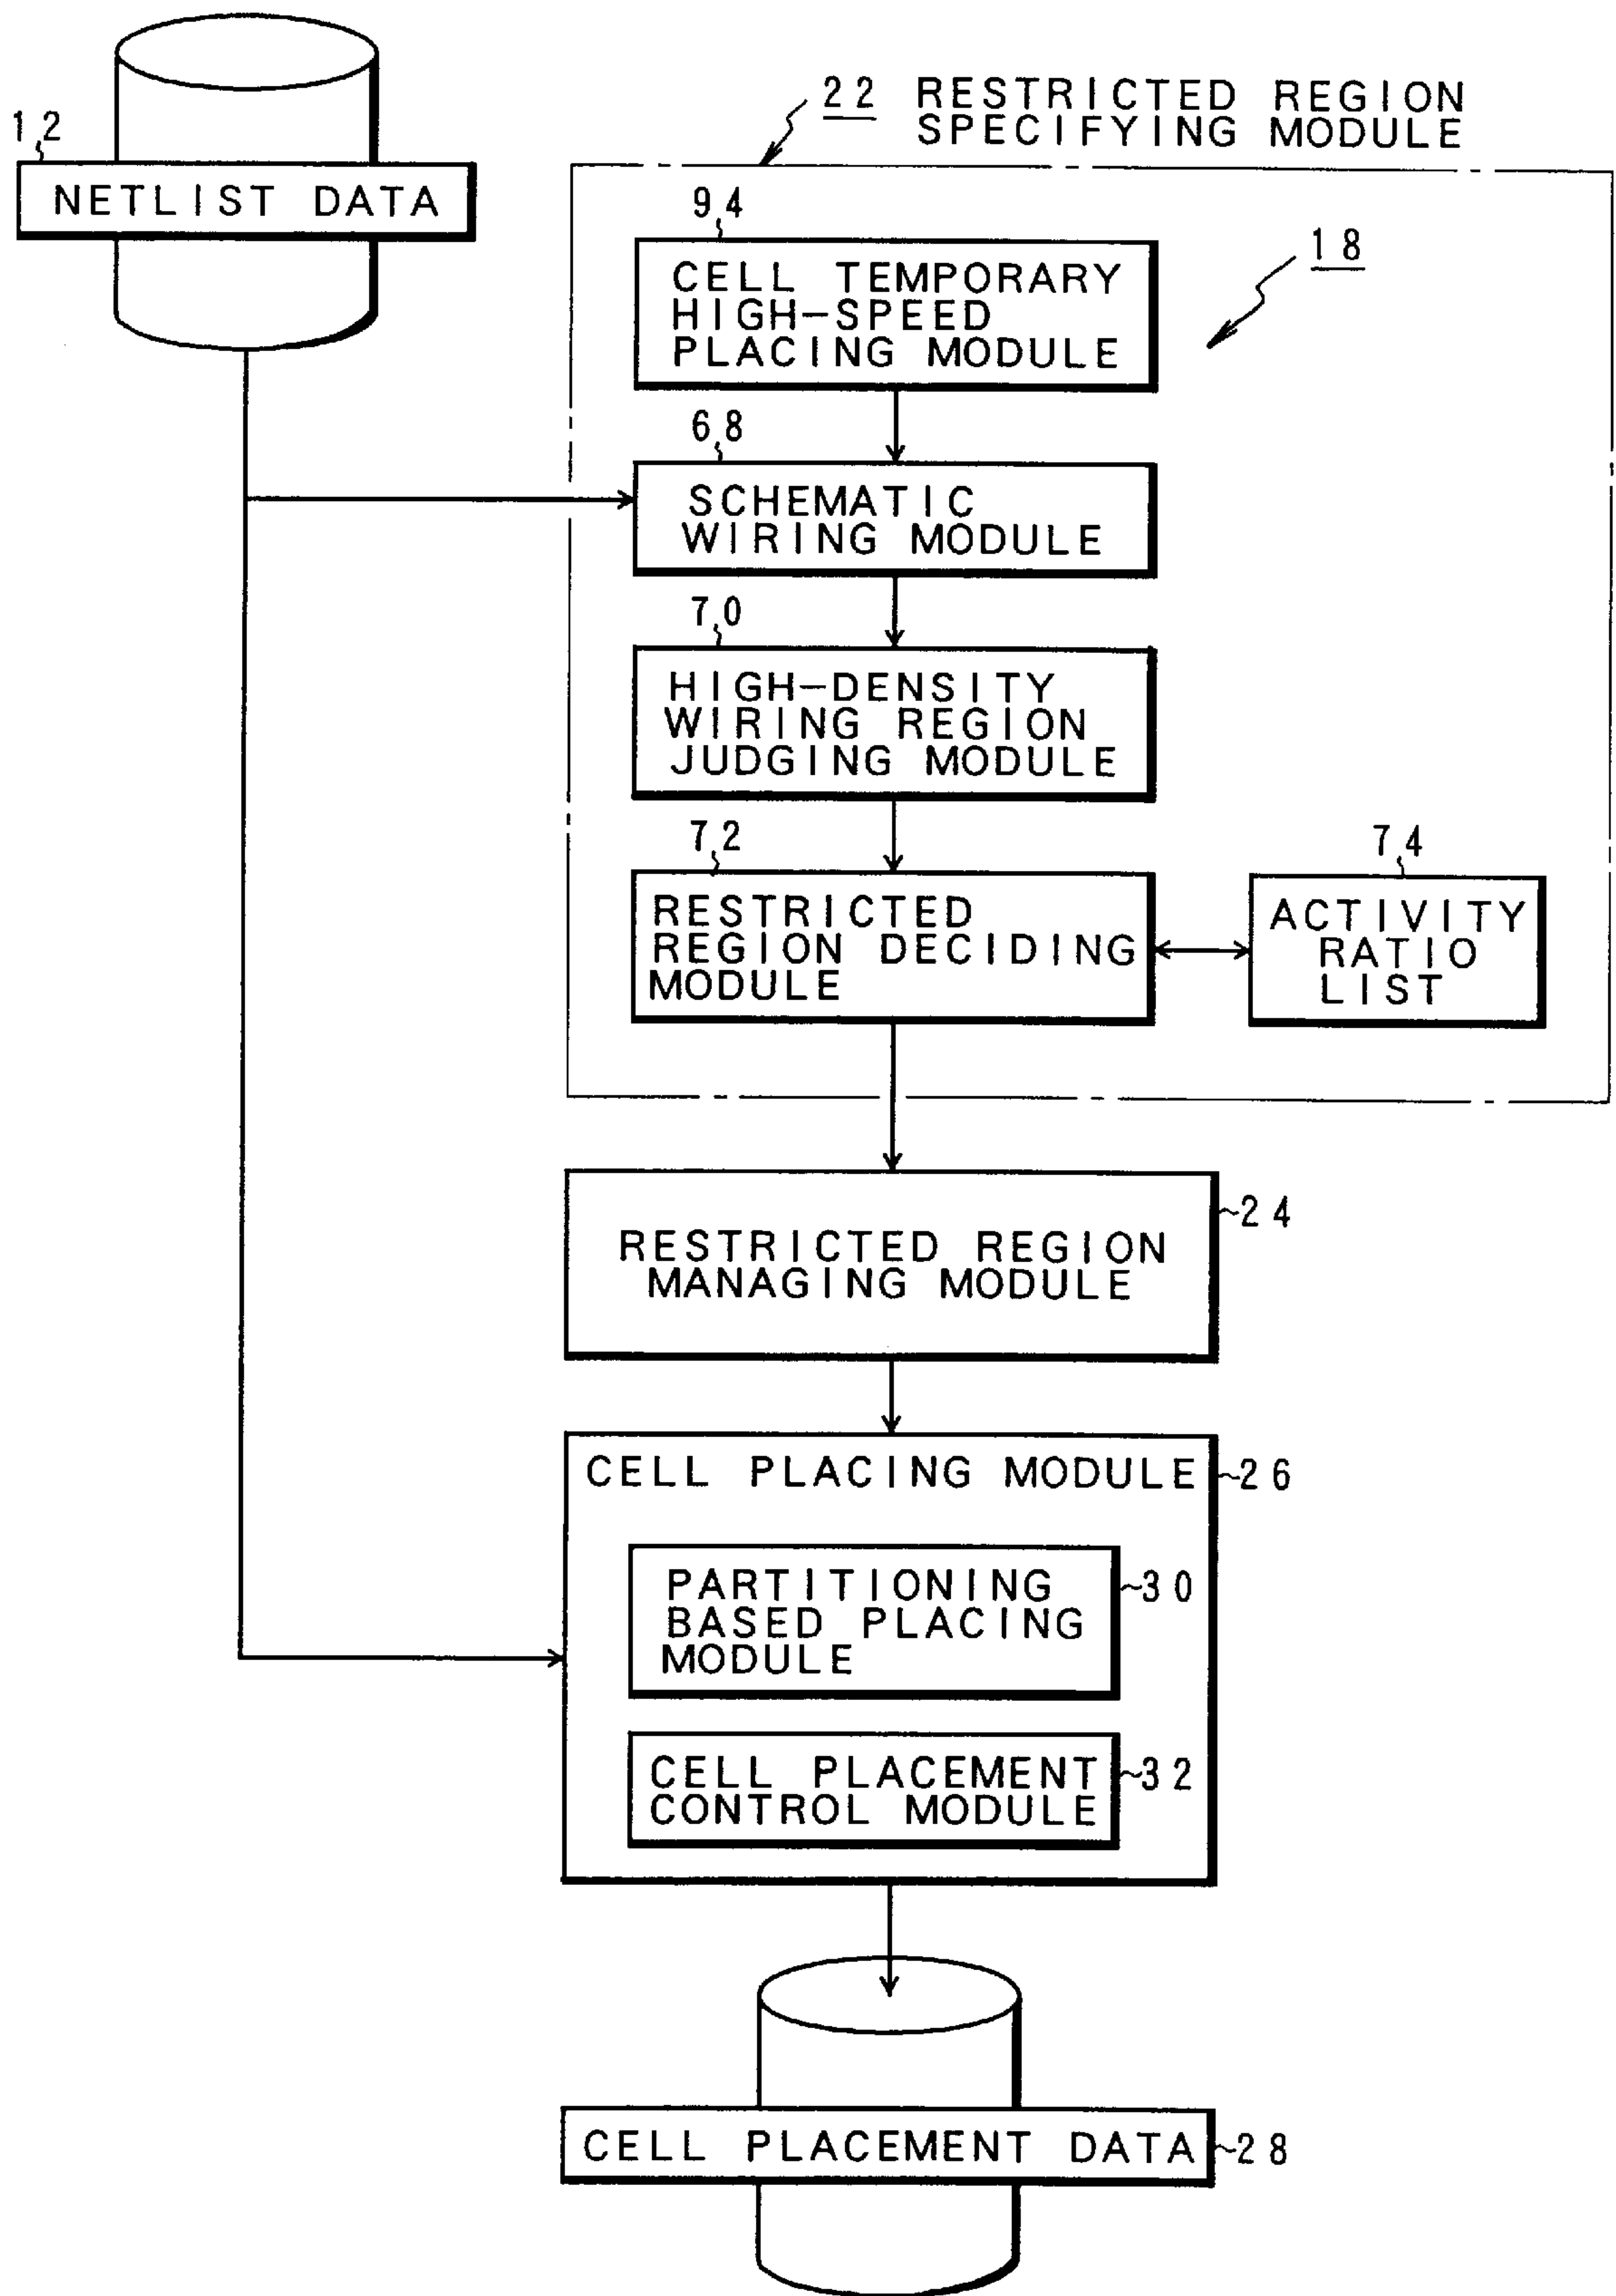 22 RESTRICTED REGION
SPECIFYING MODULE
12
NETLIST DATA
94
CELL TEMPORARY
HIGH-SPEED
PLACING MODULE
18
68
SCHEMATIC
WIRING MODULE
70
HIGH-DENSITY
WIRING REGION
JUDGING MODULE
72
RESTRICTED
REGION DECIDING
MODULE
74
ACTIVITY
RATIO
LIST
24
RESTRICTED REGION
MANAGING MODULE
CELL PLACING MODULE
26
PARTITIONING
BASED PLACING
MODULE
30
CELL PLACEMENT
CONTROL MODULE
32
CELL PLACEMENT DATA
28